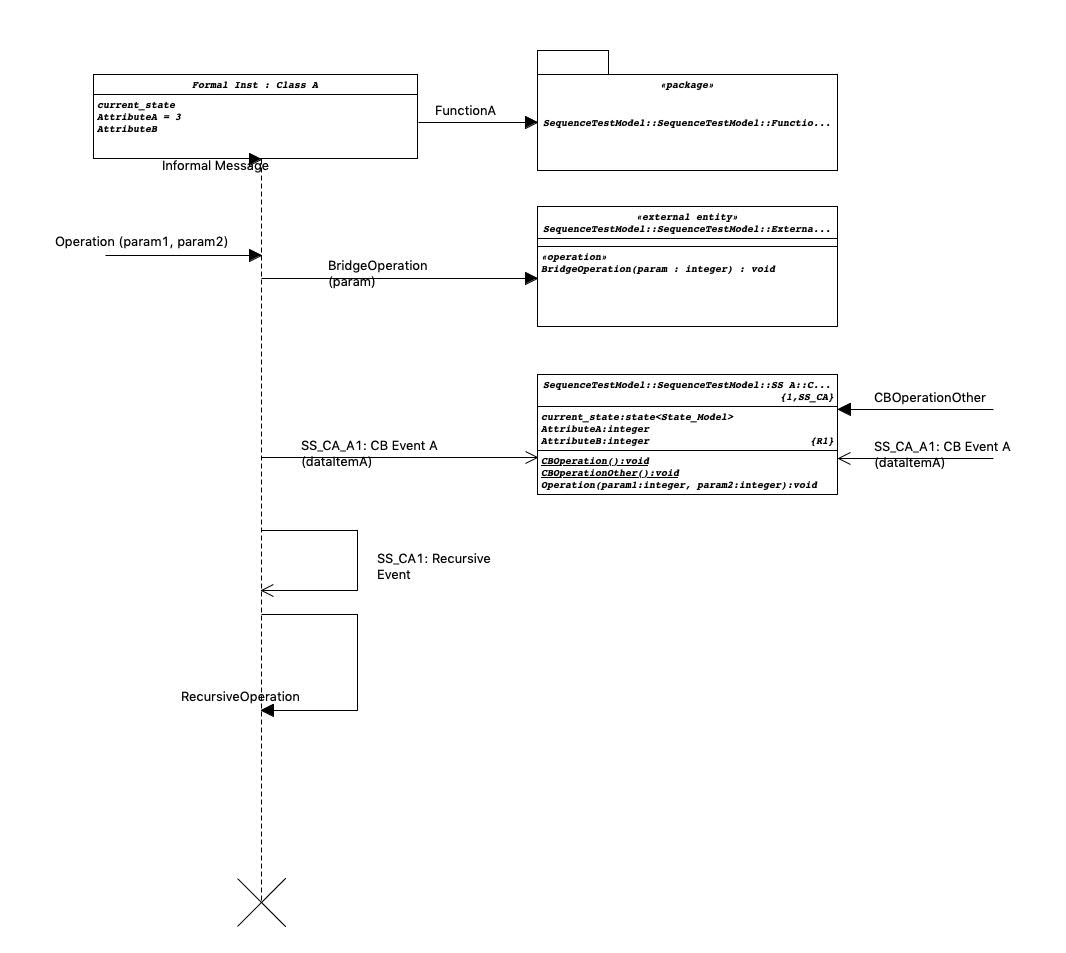 Formal Inst : Class A
current_state
AttributeA = 3
AttributeB
FunctionA
«package»
SequenceTestModel::SequenceTestModel::Functio...
Informal Message
Operation (param1, param2)
«external entity»
SequenceTestModel::SequenceTestModel::Externa...
«operation»
BridgeOperation(param : integer) : void
BridgeOperation
(param)
SequenceTestModel::SequenceTestModel::SS A::C...
{1,SS_CA}
current_state:state<State_Model>
AttributeA:integer
AttributeB:integer {R1}
CBOperation():void
CBOperationOther():void
Operation(param1:integer, param2:integer):void
CBOperationOther
SS_CA_A1: CB Event A
(dataItemA)
SS_CA_A1: CB Event A
(dataItemA)
SS_CA1: Recursive
Event
RecursiveOperation